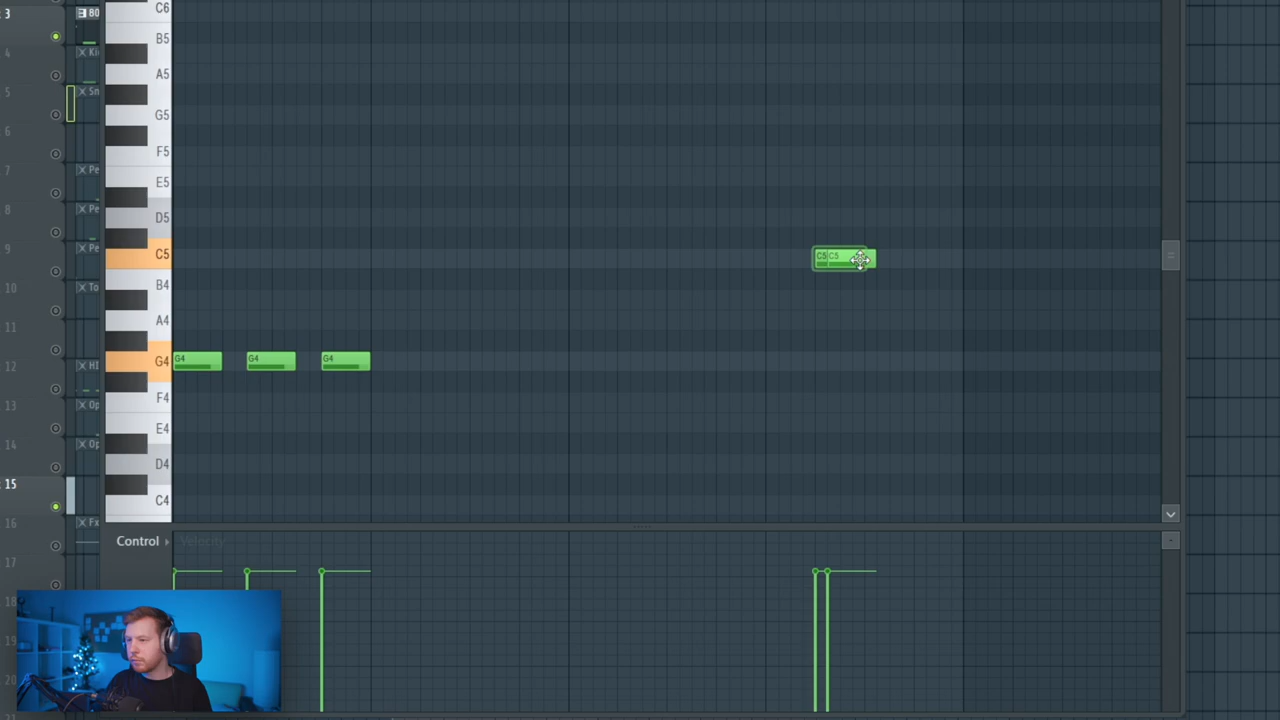 3
80
C6
B5
4
Ki
A5
5
Sn
G5
6
F5
7
Pe
E5
8
Pe
D5
9
Pe
C5
C5 C5
10
To
B4
11
A4
12
HI
G4
G4 G4 G4
13
Op
F4
14
Op
E4
15
D4
16
Fx
C4
17
Control
Velocity
18
19
20